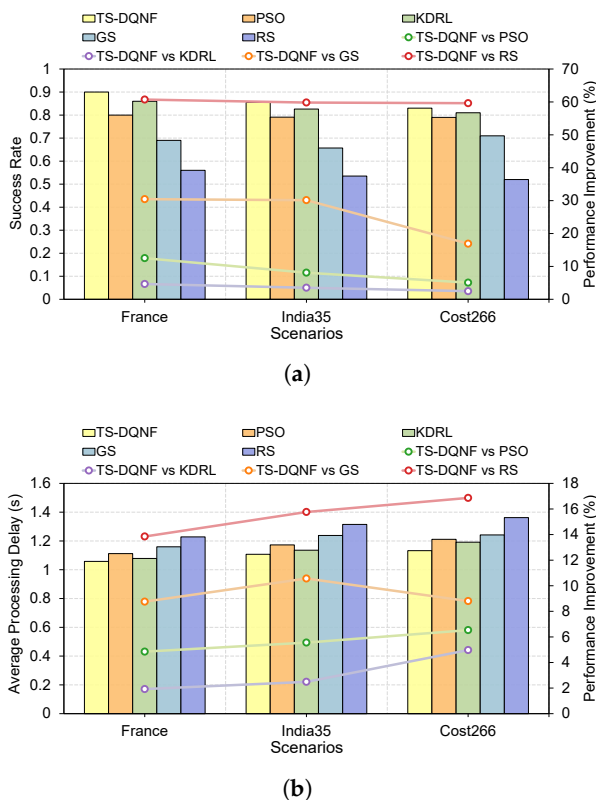 TS-DQNF PSO KDRL
GS RS TS-DQNF vs PSO
TS-DQNF vs KDRL TS-DQNF vs GS TS-DQNF vs RS
Success Rate
1
0.9
0.8
0.7
0.6
0.5
0.4
0.3
0.2
0.1
0
70
60
50
40
30
20
10
0
Performance Improvement (%)
France India35 Cost266
Scenarios
(a)
TS-DQNF PSO KDRL
GS RS TS-DQNF vs PSO
TS-DQNF vs KDRL TS-DQNF vs GS TS-DQNF vs RS
Average Processing Delay (s)
1.6
1.4
1.2
1
0.8
0.6
0.4
0.2
0
18
16
14
12
10
8
6
4
2
0
Performance Improvement (%)
France India35 Cost266
Scenarios
(b)